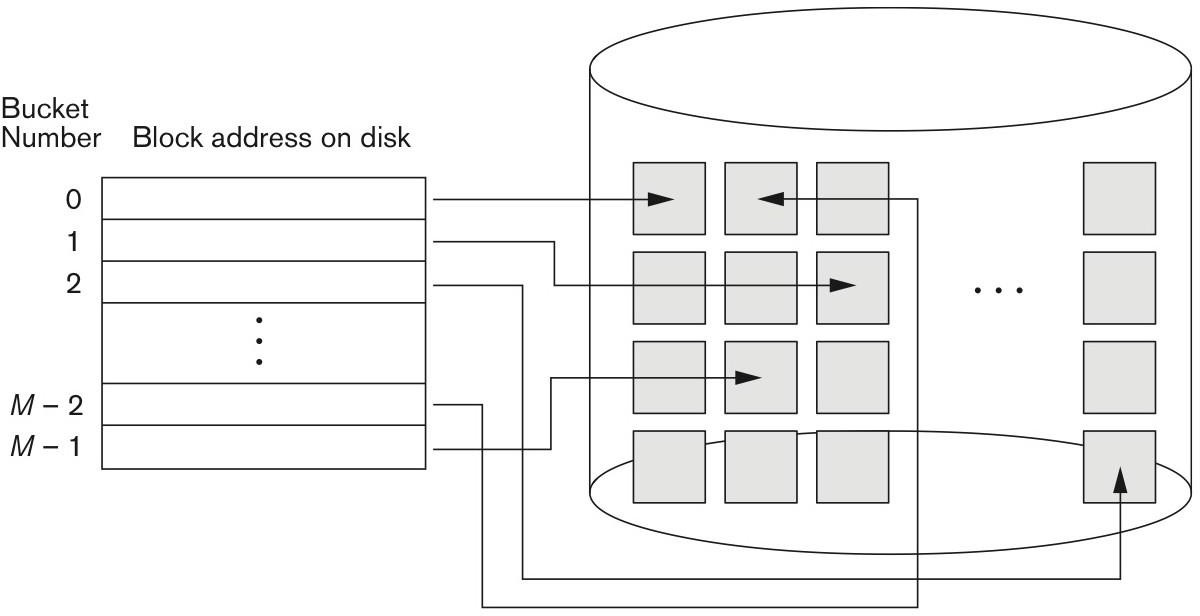 Bucket
Number
Block address on disk
0
1
2
⋮
M – 2
M – 1
. . .